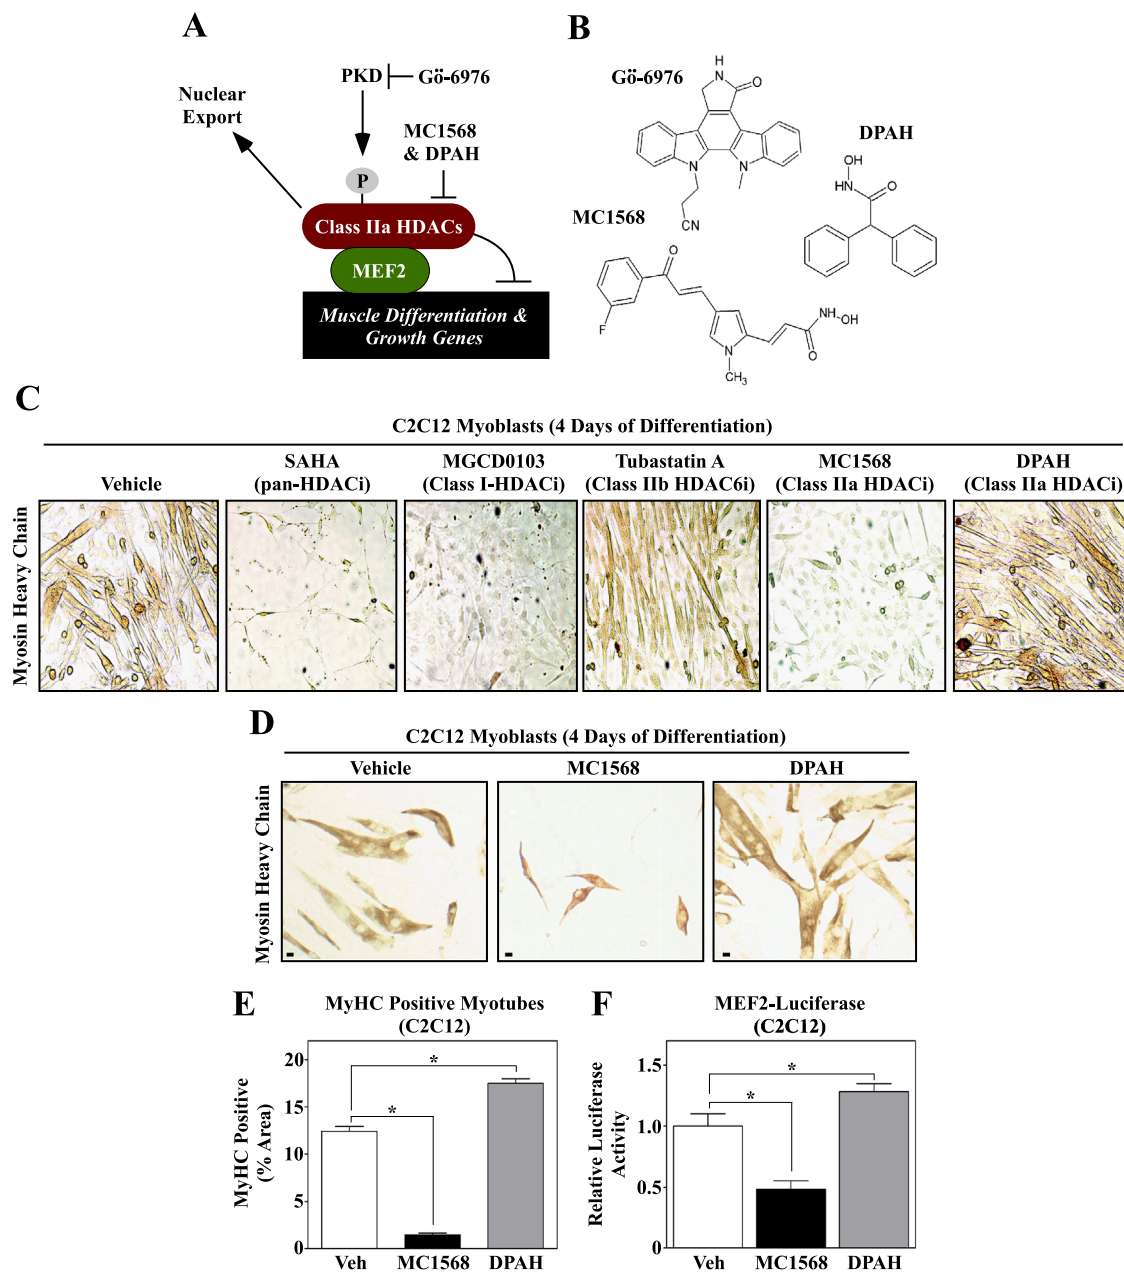 A
PKD
Gö-6976
Nuclear
Export
MC1568
& DPAH
P
Class IIa HDACs
MEF2
Muscle Differentiation &
Growth Genes
B
Gö-6976
H
N
O
N
N
CN
DPAH
OH
HN
O
MC1568
O
F
N
CH3
NH
OH
O
C
C2C12 Myoblasts (4 Days of Differentiation)
Vehicle
SAHA
(pan-HDACi)
MGCD0103
(Class I-HDACi)
Tubastatin A
(Class IIb HDAC6i)
MC1568
(Class IIa HDACi)
DPAH
(Class IIa HDACi)
Myosin Heavy Chain
D
C2C12 Myoblasts (4 Days of Differentiation)
Vehicle
MC1568
DPAH
Myosin Heavy Chain
E
MyHC Positive Myotubes
(C2C12)
MyHC Positive
(% Area)
20
15
10
5
0
*
*
Veh
MC1568
DPAH
F
MEF2-Luciferase
(C2C12)
Relative Luciferase
Activity
1.5
1.0
0.5
0
*
*
Veh
MC1568
DPAH